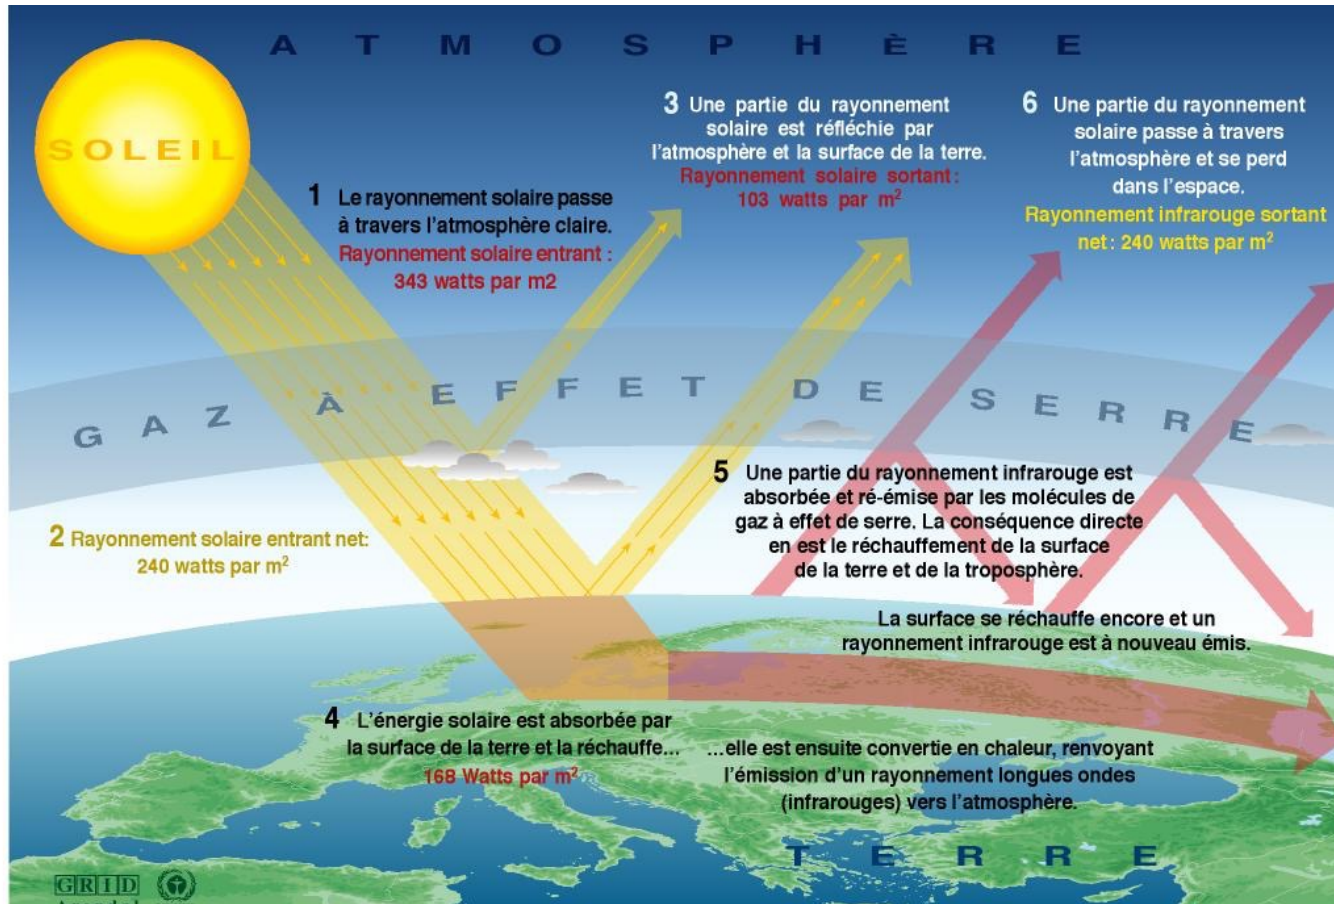 ATMOSPHÈRE
SOLEIL
1 Le rayonnement solaire passe
à travers l'atmosphère claire.
Rayonnement solaire entrant :
343 watts par m2
3 Une partie du rayonnement
solaire est réfléchie par
l'atmosphère et la surface de la terre.
Rayonnement solaire sortant :
103 watts par m²
6 Une partie du rayonnement
solaire passe à travers
l'atmosphère et se perd
dans l'espace.
Rayonnement infrarouge sortant
net : 240 watts par m²
GAZ À EFFET DE SERRE
2 Rayonnement solaire entrant net:
240 watts par m²
5 Une partie du rayonnement infrarouge est
absorbée et ré-émise par les molécules de
gaz à effet de serre. La conséquence directe
en est le réchauffement de la surface
de la terre et de la troposphère.
La surface se réchauffe encore et un
rayonnement infrarouge est à nouveau émis.
4 L'énergie solaire est absorbée par
la surface de la terre et la réchauffe...
168 Watts par m²
...elle est ensuite convertie en chaleur, renvoyant
l'émission d'un rayonnement longues ondes
(infrarouges) vers l'atmosphère.
TERRE
GRID